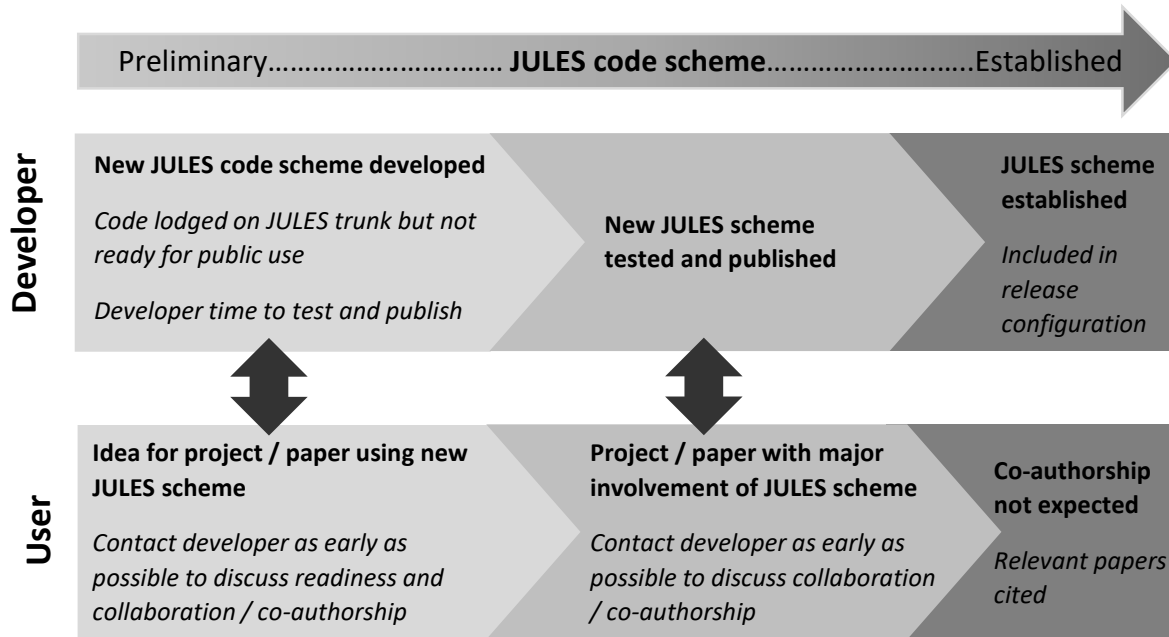 Preliminary................................ JULES code scheme................................Established
Developer
New JULES code scheme developed
Code lodged on JULES trunk but not
ready for public use
Developer time to test and publish
New JULES scheme
tested and published
JULES scheme
established
Included in
release
configuration
User
Idea for project / paper using new
JULES scheme
Contact developer as early as
possible to discuss readiness and
collaboration / co-authorship
Project / paper with major
involvement of JULES scheme
Contact developer as early as
possible to discuss collaboration
/ co-authorship
Co-authorship
not expected
Relevant papers
cited